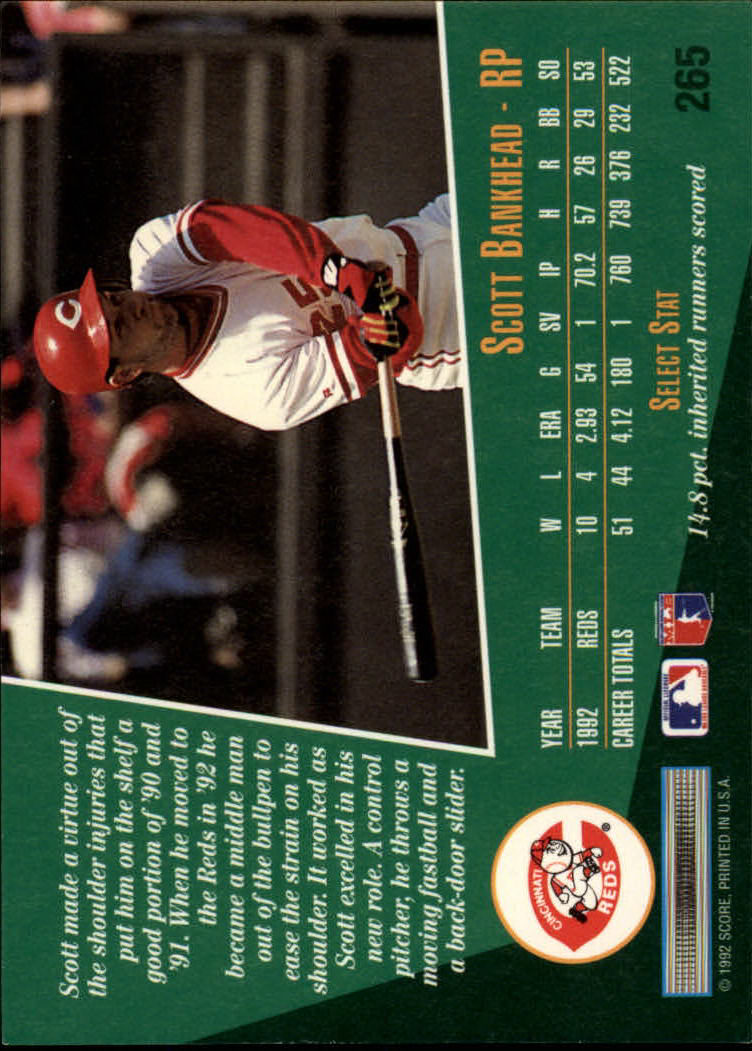 Scott made a virtue out of
the shoulder injuries that
put him on the shelf a
good portion of '90 and
'91. When he moved to
the Reds in '92 he
became a middle man
out of the bullpen to
ease the strain on his
shoulder. It worked as
Scott excelled in his
new role. A control
pitcher, he throws a
moving fastball and
a back-door slider.
C
CINCINNATI
REDS
®
SCOTT BANKHEAD - RP
YEAR TEAM W L ERA G SV IP H R BB SO
1992 REDS 10 4 2.93 54 1 70.2 57 26 29 53
CAREER TOTALS 51 44 4.12 180 1 760 739 376 232 522
SELECT STAT
14.8 pct. inherited runners scored
265
© 1992 SCORE, PRINTED IN U.S.A.